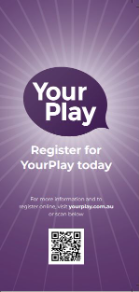 Your
Play
Register for
YourPlay today
For more information and to
register online, visit yourplay.com.au
or scan below